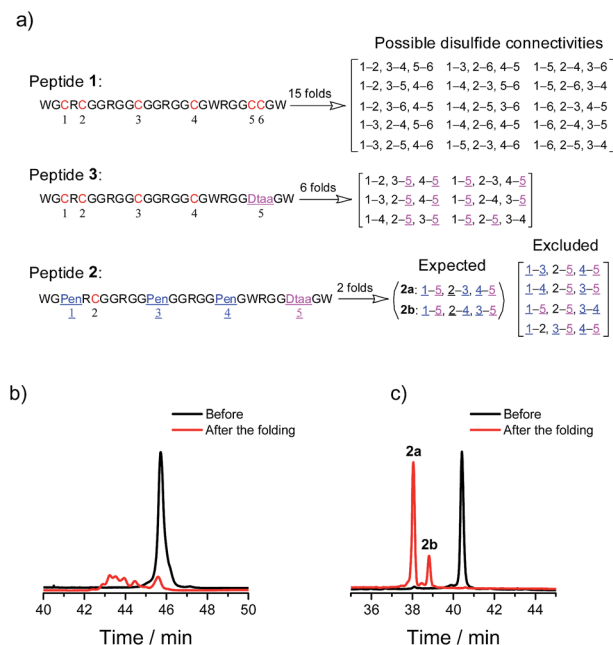 a)
Possible disulfide connectivities
Peptide 1:
WGCRCGGRGGCGGRGGCGWRGGCCGW
1 2 3 4 5 6
15 folds
1–2, 3–4, 5–6 1–3, 2–6, 4–5 1–5, 2–4, 3–6
1–2, 3–5, 4–6 1–4, 2–3, 5–6 1–5, 2–6, 3–4
1–2, 3–6, 4–5 1–4, 2–5, 3–6 1–6, 2–3, 4–5
1–3, 2–4, 5–6 1–4, 2–6, 3–5 1–6, 2–4, 3–5
1–3, 2–5, 4–6 1–5, 2–3, 4–6 1–6, 2–5, 3–4
Peptide 3:
WGCRCGGRGGCGGRGGCGWRGGDtaaGW
1 2 3 4 5
6 folds
1–2, 3–5, 4–5 1–5, 2–3, 4–5
1–3, 2–5, 4–5 1–5, 2–4, 3–5
1–4, 2–5, 3–5 1–5, 2–5, 3–4
Peptide 2:
WGPenRCGGRGGPenGGRGGPenGWRGGDtaaGW
1 2 3 4 5
2 folds
Expected
2a: 1–5, 2–3, 4–5
2b: 1–5, 2–4, 3–5
Excluded
1–3, 2–5, 4–5
1–4, 2–5, 3–5
1–5, 2–5, 3–4
1–2, 3–5, 4–5
b)
Before
After the folding
40 42 44 46 48 50
Time / min
c)
Before
After the folding
2a
2b
36 38 40 42 44
Time / min